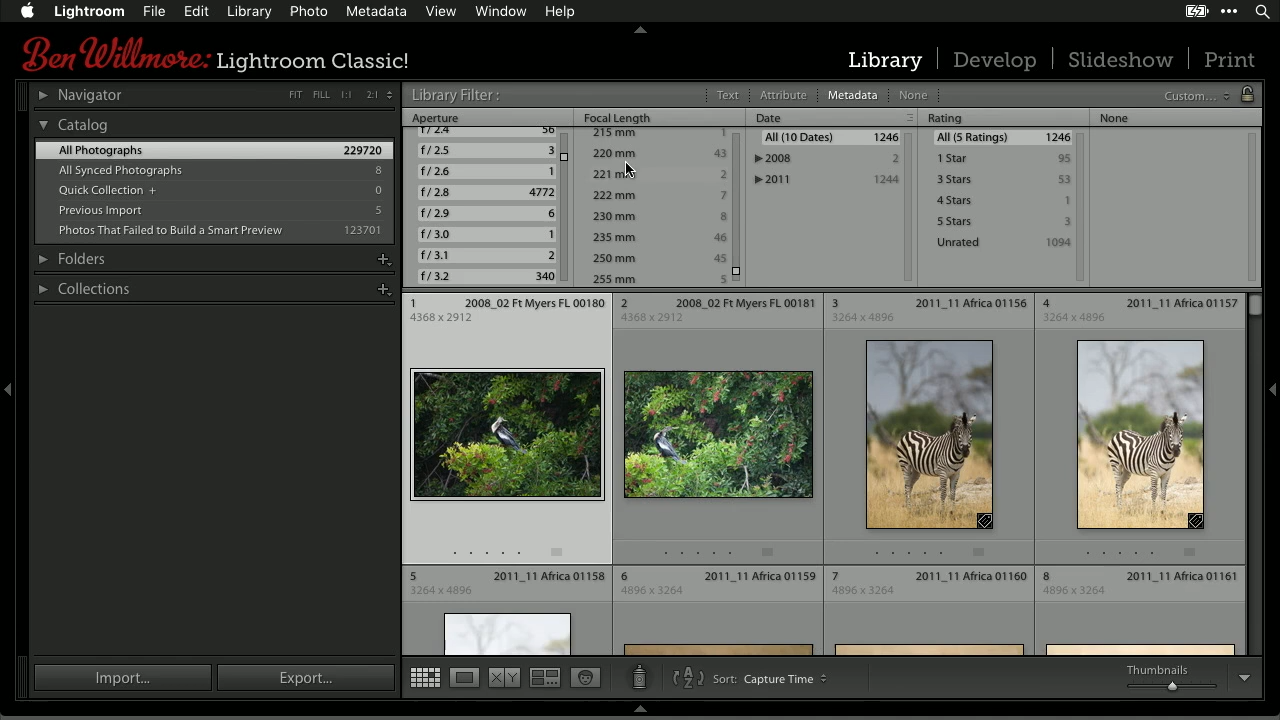 Lightroom File Edit Library Photo Metadata View Window Help
Ben Willmore: Lightroom Classic!
Library Develop Slideshow Print
Navigator FIT FILL 1:1 2:1
Library Filter : Text Attribute Metadata None Custom...
Catalog
All Photographs 229720
All Synced Photographs 8
Quick Collection + 0
Previous Import 5
Photos That Failed to Build a Smart Preview 123701
Folders
Collections
Aperture
f / 2.4 56
f / 2.5 3
f / 2.6 1
f / 2.8 4772
f / 2.9 6
f / 3.0 1
f / 3.1 2
f / 3.2 340
Focal Length
215 mm 1
220 mm 43
221 mm 2
222 mm 7
230 mm 8
235 mm 46
250 mm 45
255 mm 5
Date
All (10 Dates) 1246
2008 2
2011 1244
Rating
All (5 Ratings) 1246
1 Star 95
3 Stars 53
4 Stars 1
5 Stars 3
Unrated 1094
None
1 2008_02 Ft Myers FL 00180
4368 x 2912
2 2008_02 Ft Myers FL 00181
4368 x 2912
3 2011_11 Africa 01156
3264 x 4896
4 2011_11 Africa 01157
3264 x 4896
5 2011_11 Africa 01158
3264 x 4896
6 2011_11 Africa 01159
4896 x 3264
7 2011_11 Africa 01160
4896 x 3264
8 2011_11 Africa 01161
4896 x 3264
Import... Export...
X Y
A Z Sort: Capture Time
Thumbnails